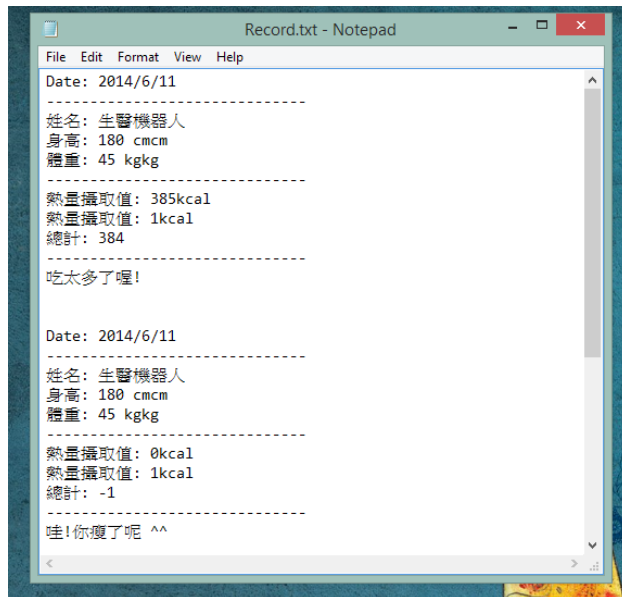 Record.txt - Notepad
File Edit Format View Help
Date: 2014/6/11
------------------------------
姓名: 生醫機器人
身高: 180 cmcm
體重: 45 kgkg
------------------------------
熱量攝取值: 385kcal
熱量攝取值: 1kcal
總計: 384
------------------------------
吃太多了喔!
Date: 2014/6/11
------------------------------
姓名: 生醫機器人
身高: 180 cmcm
體重: 45 kgkg
------------------------------
熱量攝取值: 0kcal
熱量攝取值: 1kcal
總計: -1
------------------------------
哇!你瘦了呢 ^^